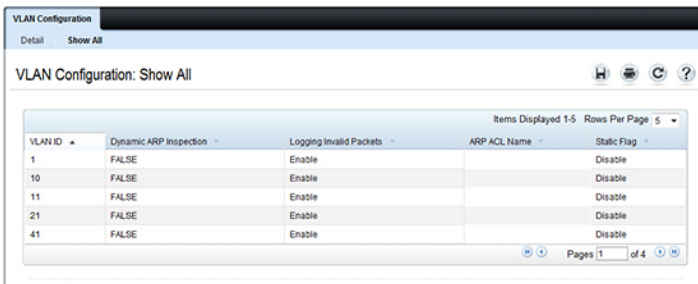 VLAN Configuration
Detail Show All
VLAN Configuration: Show All
?
Items Displayed 1-5 Rows Per Page 5
VLAN ID Dynamic ARP Inspection Logging Invalid Packets ARP ACL Name Static Flag
1 FALSE Enable Disable
10 FALSE Enable Disable
11 FALSE Enable Disable
21 FALSE Enable Disable
41 FALSE Enable Disable
Pages 1 of 4